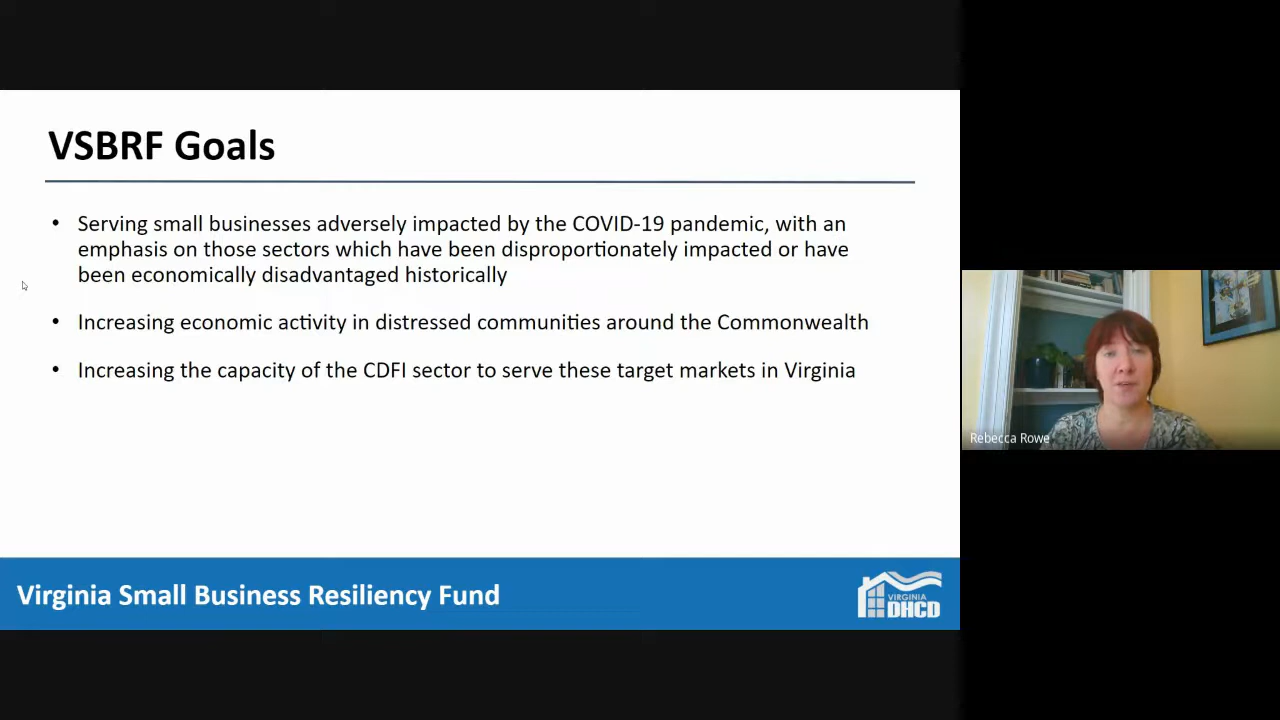 VSBRF Goals
• Serving small businesses adversely impacted by the COVID-19 pandemic, with an
emphasis on those sectors which have been disproportionately impacted or have
been economically disadvantaged historically
• Increasing economic activity in distressed communities around the Commonwealth
• Increasing the capacity of the CDFI sector to serve these target markets in Virginia
Rebecca Rowe
Virginia Small Business Resiliency Fund
VIRGINIA
DHCD